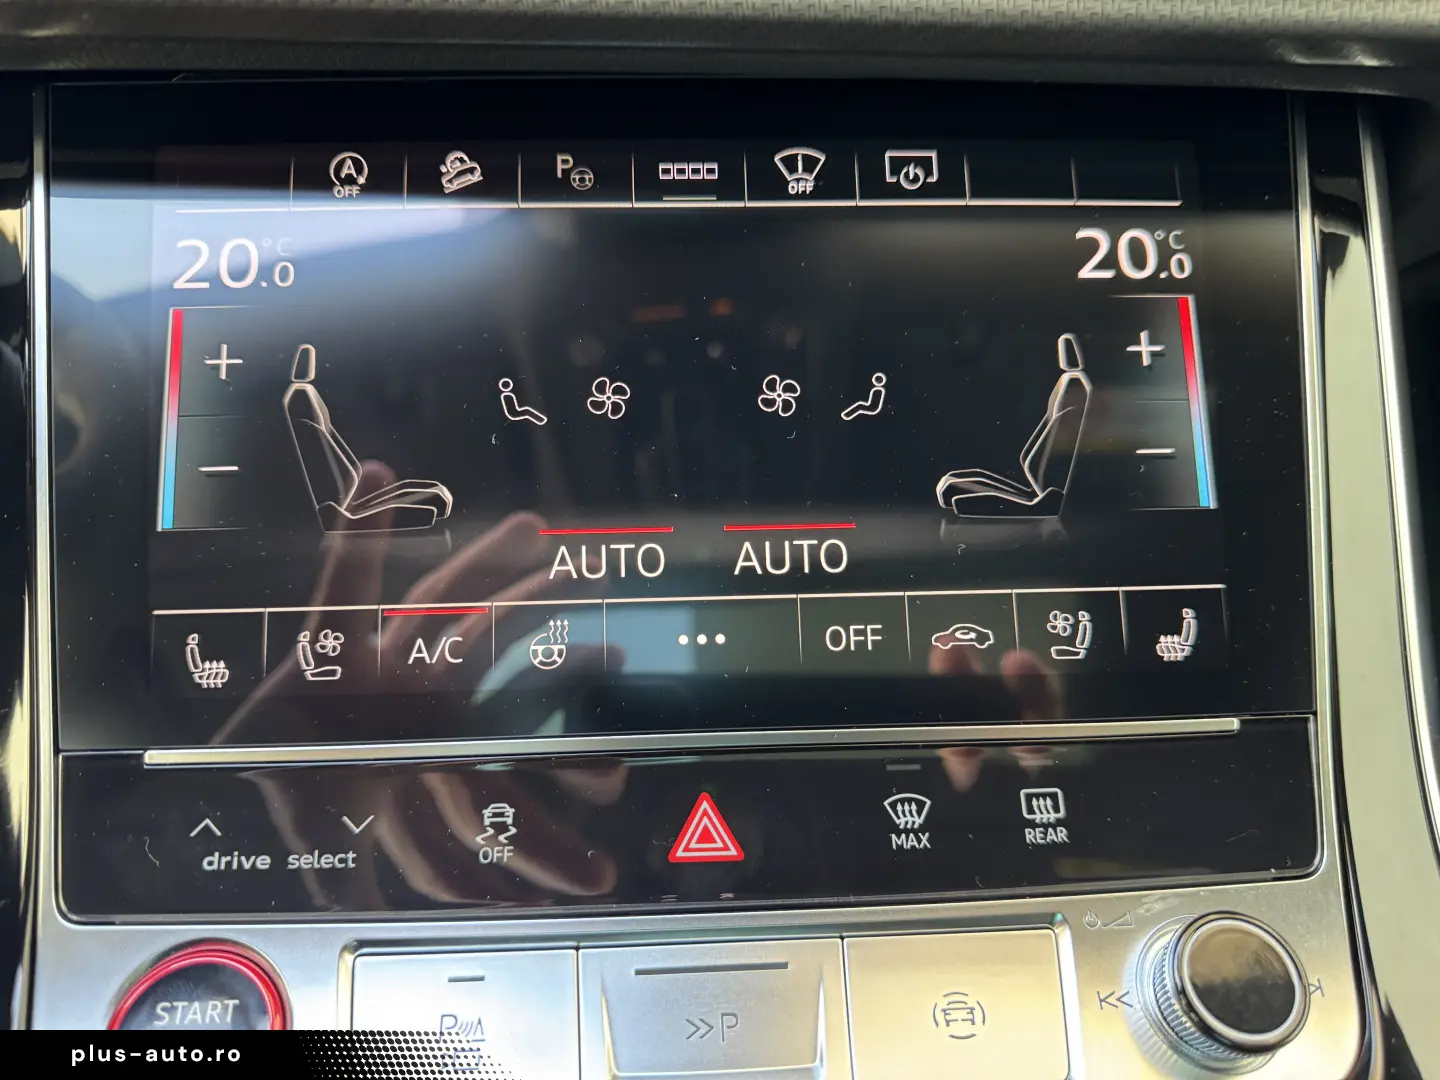 A
OFF
P
OFF
20.0 °C
20.0 °C
+
+
−
−
AUTO
AUTO
A/C
•••
OFF
drive select
OFF
MAX
REAR
START
P
>>P
plus-auto.ro